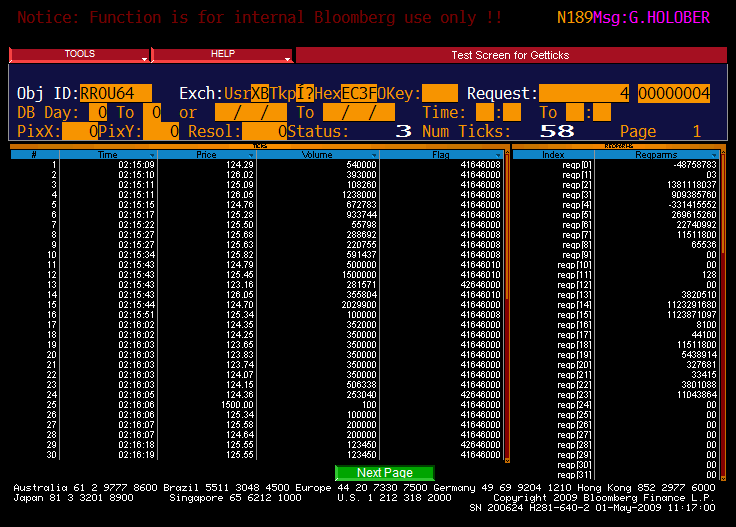 Notice: Function is for internal Bloomberg use only !! N189Msg:G.HOLOBER
TOOLS HELP Test Screen for Getticks
Obj ID:RROU64 Exch:UsrXBTkpÍ?HexEC3FOKey: Request: 4 00000004
DB Day: 0 To 0 or / / To / / Time: : To :
PixX: 0PixY: 0 Resol: 0Status: 3 Num Ticks: 58 Page 1
TICKS REQPARMS
# Time Price Volume Flag Index Reqparms
1 02:15:09 124.29 540000 41646008 reqp[0] -48758783
2 02:15:10 126.02 393000 41646008 reqp[1] 03
3 02:15:11 125.09 108260 41646008 reqp[2] 1381118037
4 02:15:11 126.05 1238000 41646008 reqp[3] 909385760
5 02:15:15 124.76 672783 41646008 reqp[4] -331415552
6 02:15:17 125.28 933744 41646008 reqp[5] 269615260
7 02:15:22 125.50 55798 41646008 reqp[6] 22740992
8 02:15:27 125.68 288692 41646008 reqp[7] 11511800
9 02:15:27 125.63 220755 41646008 reqp[8] 65536
10 02:15:34 125.82 591437 41646008 reqp[9] 00
11 02:15:43 124.79 500000 41646010 reqp[10] 00
12 02:15:43 125.45 1500000 41646010 reqp[11] 128
13 02:15:43 123.16 281571 42646000 reqp[12] 00
14 02:15:43 126.05 355804 41646010 reqp[13] 3820510
15 02:15:44 124.70 2029900 41646000 reqp[14] 1123291680
16 02:15:51 125.34 100000 41646008 reqp[15] 1123871097
17 02:16:02 124.35 352000 41646000 reqp[16] 8100
18 02:16:02 124.25 350000 41646000 reqp[17] 44100
19 02:16:03 123.65 350000 41646000 reqp[18] 11511800
20 02:16:03 123.83 350000 41646000 reqp[19] 5438914
21 02:16:03 123.74 350000 41646000 reqp[20] 327681
22 02:16:03 124.07 350000 41646000 reqp[21] 33415
23 02:16:03 124.15 506338 41646000 reqp[22] 3801088
24 02:16:05 124.36 253040 42646000 reqp[23] 11043864
25 02:16:06 1500.00 100 41646000 reqp[24] 00
26 02:16:06 125.34 100000 41646000 reqp[25] 00
27 02:16:07 125.58 200000 41646000 reqp[26] 00
28 02:16:07 124.64 200000 41646000 reqp[27] 00
29 02:16:18 125.55 123450 42646000 reqp[28] 00
30 02:16:19 125.55 123450 41646000 reqp[29] 00
reqp[30] 00
reqp[31] 00
Next Page
Australia 61 2 9777 8600 Brazil 5511 3048 4500 Europe 44 20 7330 7500 Germany 49 69 9204 1210 Hong Kong 852 2977 6000
Japan 81 3 3201 8900 Singapore 65 6212 1000 U.S. 1 212 318 2000 Copyright 2009 Bloomberg Finance L.P.
SN 200624 H281-640-2 01-May-2009 11:17:00